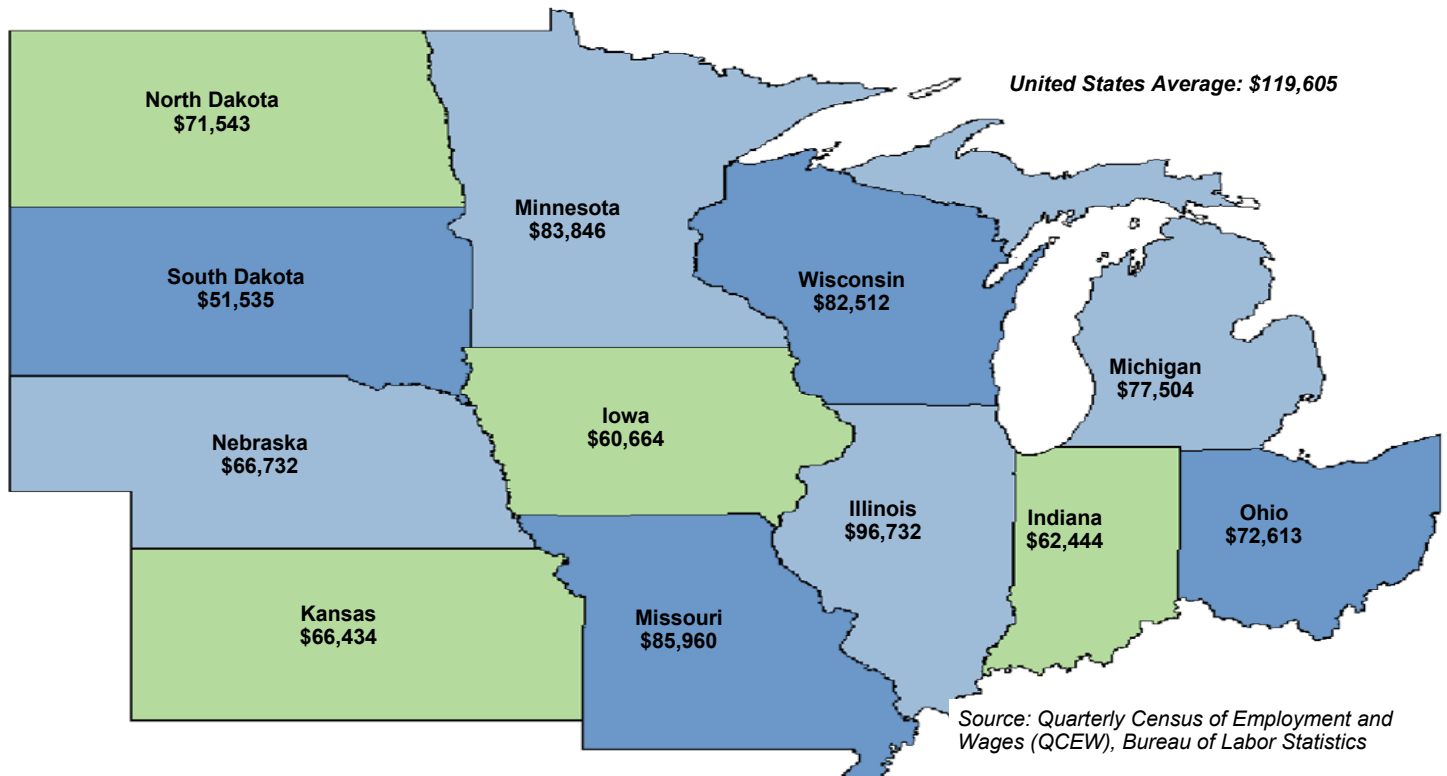 United States Average: $119,605
North Dakota
$71,543
Minnesota
$83,846
South Dakota
$51,535
Wisconsin
$82,512
Michigan
$77,504
Nebraska
$66,732
Iowa
$60,664
Illinois
$96,732
Indiana
$62,444
Ohio
$72,613
Kansas
$66,434
Missouri
$85,960
Source: Quarterly Census of Employment and
Wages (QCEW), Bureau of Labor Statistics